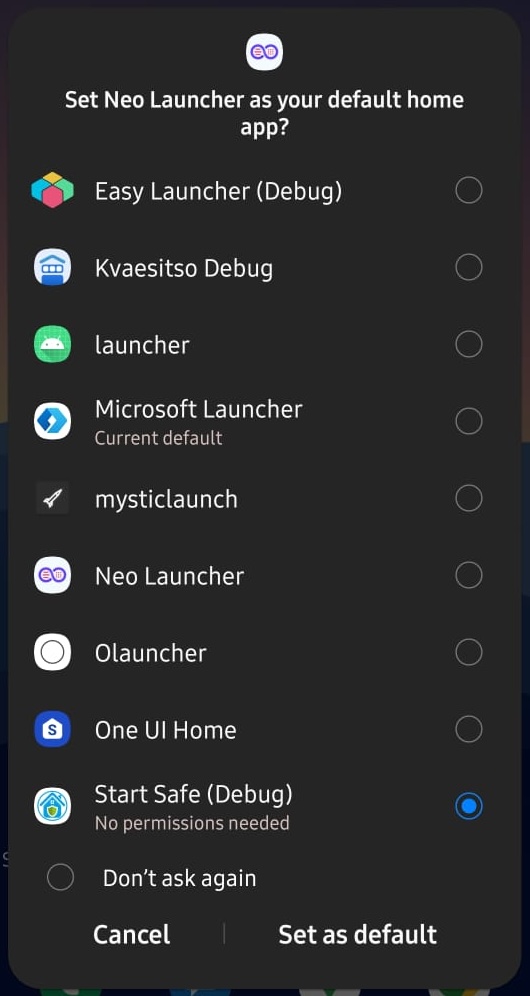 Set Neo Launcher as your default home
app?
Easy Launcher (Debug)
Kvaesitso Debug
launcher
Microsoft Launcher
Current default
mysticlaunch
Neo Launcher
Olauncher
S
One UI Home
Start Safe (Debug)
No permissions needed
Don't ask again
Cancel
Set as default